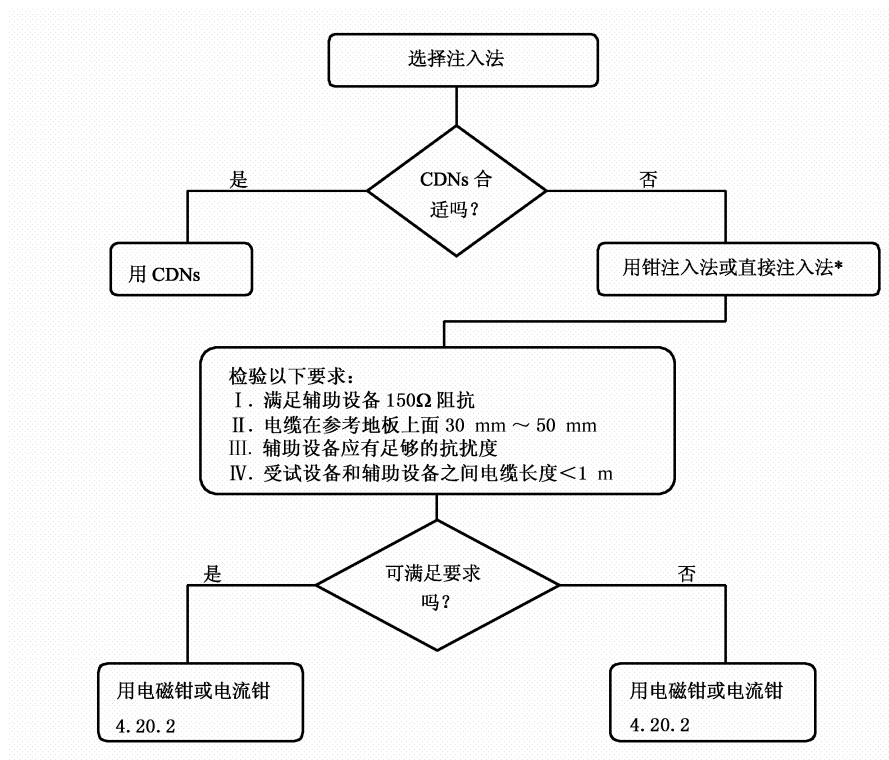 选择注入法
CDNs 合
适吗?
是
否
用 CDNs
用钳注入法或直接注入法*
检验以下要求:
Ⅰ. 满足辅助设备 150Ω 阻抗
Ⅱ. 电缆在参考地板上面 30 mm ～ 50 mm
Ⅲ. 辅助设备应有足够的抗扰度
Ⅳ. 受试设备和辅助设备之间电缆长度＜1 m
可满足要求
吗?
是
否
用电磁钳或电流钳
4.20.2
用电磁钳或电流钳
4.20.2